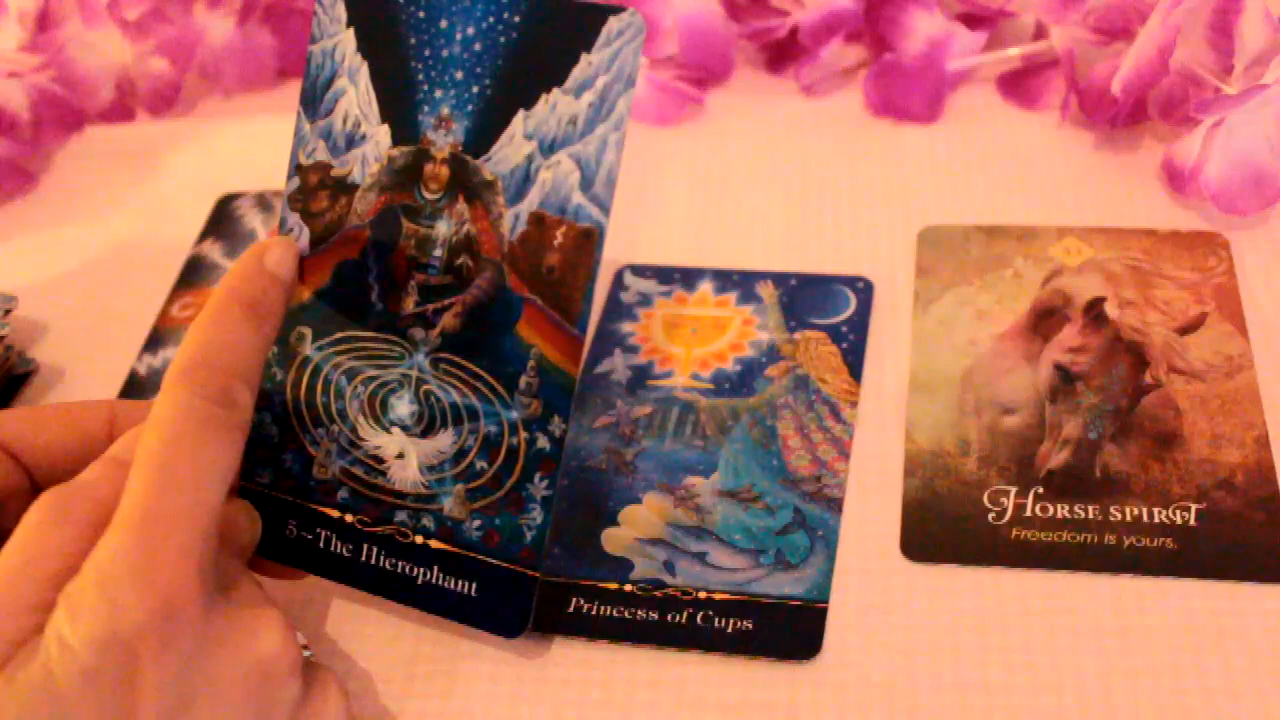 5~The Hierophant
Princess of Cups
Horse Spirit
Freedom is yours.